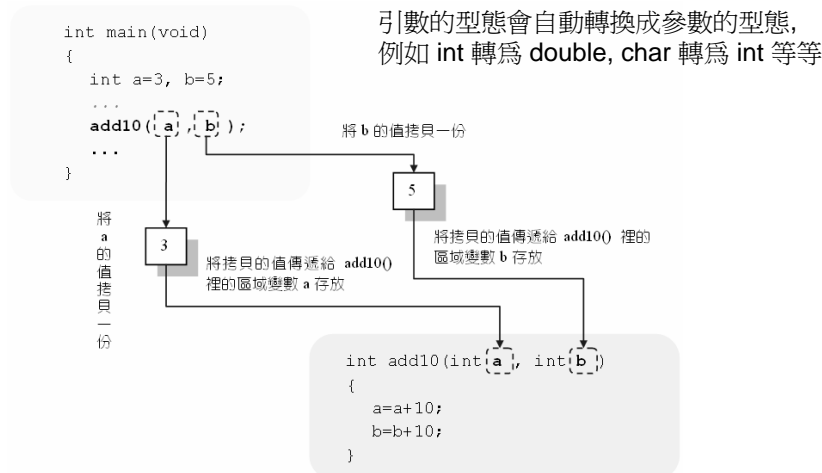 引數的型態會自動轉換成參數的型態,
例如 int 轉為 double, char 轉為 int 等等
int main(void)
{
int a=3, b=5;
...
add10( a , b );
...
}
將 b 的值拷貝一份
5
將 a 的值拷貝一份
3
將拷貝的值傳遞給 add10()
裡的區域變數 a 存放
將拷貝的值傳遞給 add10() 裡的
區域變數 b 存放
int add10(int a , int b )
{
a=a+10;
b=b+10;
}